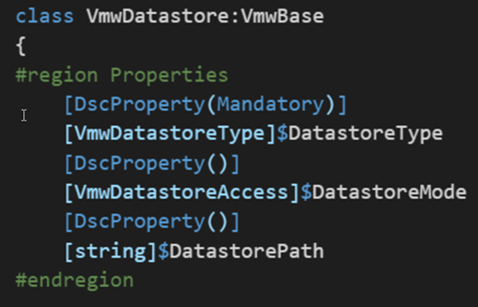 class VmwDatastore:VmwBase
{
#region Properties
[DscProperty(Mandatory)]
[VmwDatastoreType]$DatastoreType
[DscProperty()]
[VmwDatastoreAccess]$DatastoreMode
[DscProperty()]
[string]$DatastorePath
#endregion